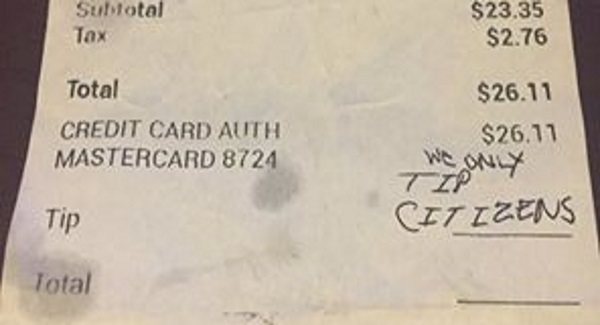 Subtotal $23.35
Tax $2.76
Total $26.11
CREDIT CARD AUTH $26.11
MASTERCARD 8724
WE ONLY
TIP
Tip CITIZENS
Total